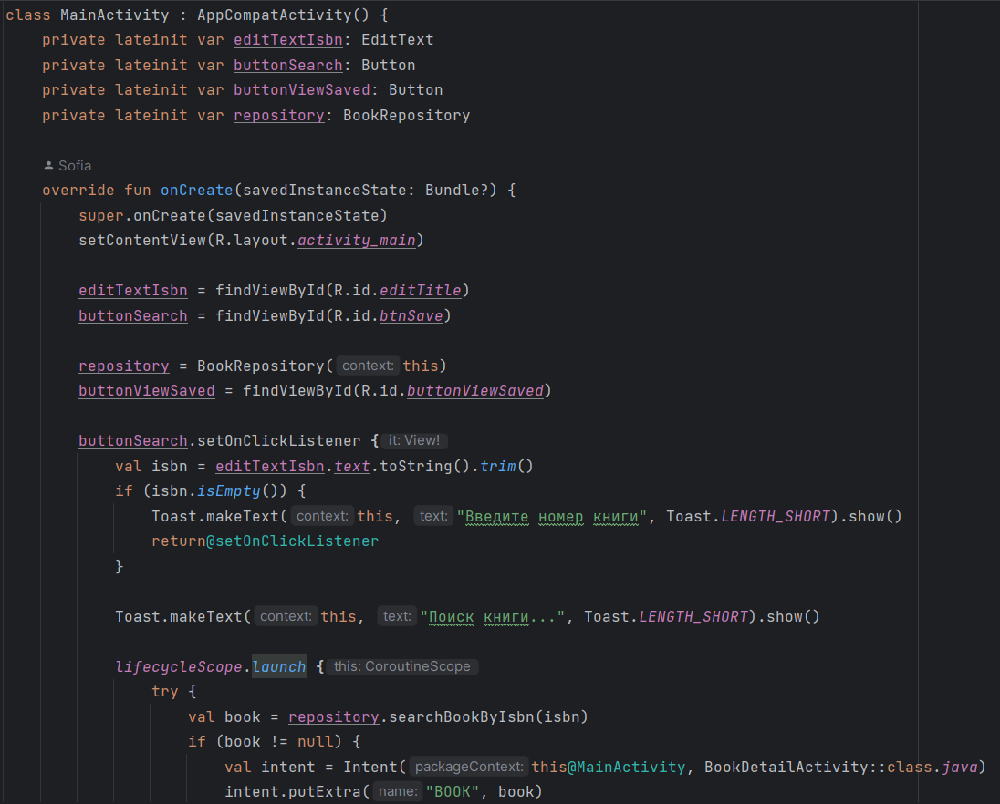 class MainActivity : AppCompatActivity() {
    private lateinit var editTextIsbn: EditText
    private lateinit var buttonSearch: Button
    private lateinit var buttonViewSaved: Button
    private lateinit var repository: BookRepository
    Sofia
    override fun onCreate(savedInstanceState: Bundle?) {
        super.onCreate(savedInstanceState)
        setContentView(R.layout.activity_main)
        editTextIsbn = findViewById(R.id.editTitle)
        buttonSearch = findViewById(R.id.btnSave)
        repository = BookRepository( context: this)
        buttonViewSaved = findViewById(R.id.buttonViewSaved)
        buttonSearch.setOnClickListener { it: View!
            val isbn = editTextIsbn.text.toString().trim()
            if (isbn.isEmpty()) {
                Toast.makeText( context: this, text: "Введите номер книги", Toast.LENGTH_SHORT).show()
                return@setOnClickListener
            }
            Toast.makeText( context: this, text: "Поиск книги...", Toast.LENGTH_SHORT).show()
            lifecycleScope.launch { this: CoroutineScope
                try {
                    val book = repository.searchBookByIsbn(isbn)
                    if (book != null) {
                        val intent = Intent( packageContext: this@MainActivity, BookDetailActivity::class.java)
                        intent.putExtra( name: "BOOK", book)